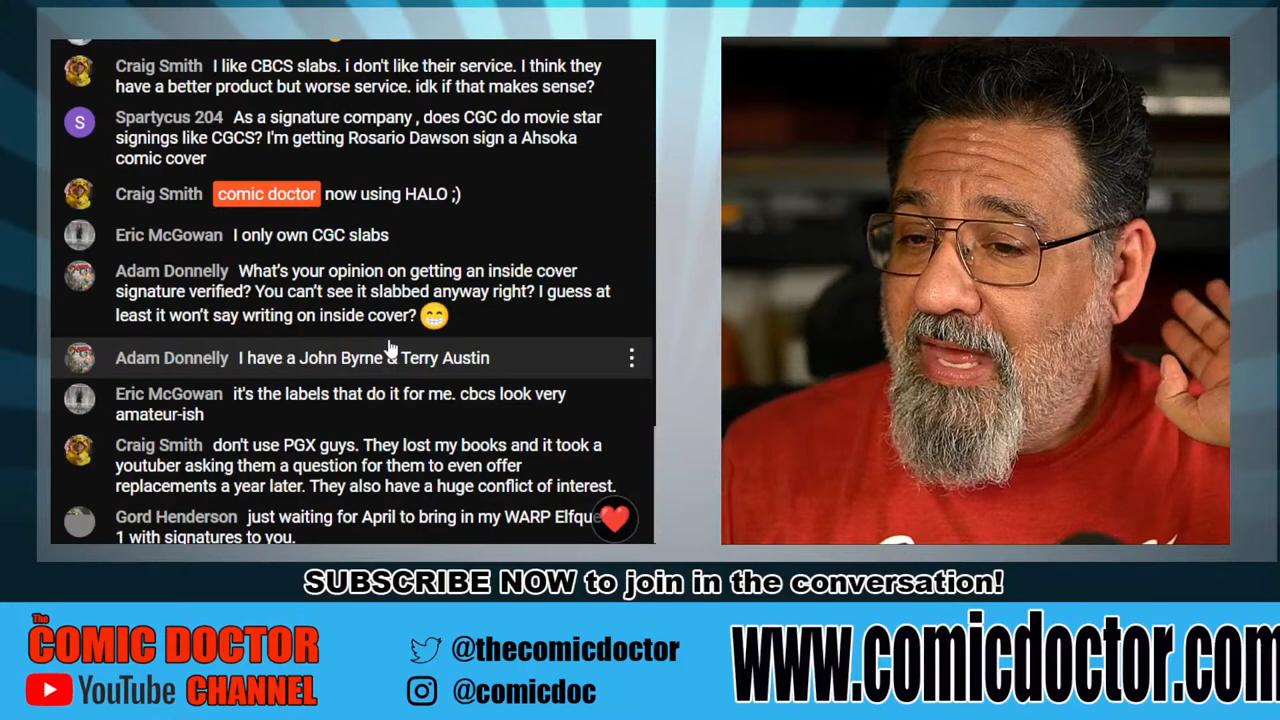 Craig Smith I like CBCS slabs. i don't like their service. I think they
have a better product but worse service. idk if that makes sense?
S
Spartycus 204 As a signature company , does CGC do movie star
signings like CGCS? I'm getting Rosario Dawson sign a Ahsoka
comic cover
Craig Smith comic doctor now using HALO ;)
Eric McGowan I only own CGC slabs
Adam Donnelly What's your opinion on getting an inside cover
signature verified? You can't see it slabbed anyway right? I guess at
least it won't say writing on inside cover? 😁
Adam Donnelly I have a John Byrne & Terry Austin
Eric McGowan it's the labels that do it for me. cbcs look very
amateur-ish
Craig Smith don't use PGX guys. They lost my books and it took a
youtuber asking them a question for them to even offer
replacements a year later. They also have a huge conflict of interest.
Gord Henderson just waiting for April to bring in my WARP Elfque
1 with signatures to you.
SUBSCRIBE NOW to join in the conversation!
The
COMIC DOCTOR
YouTube CHANNEL
@thecomicdoctor
@comicdoc
www.comicdoctor.com